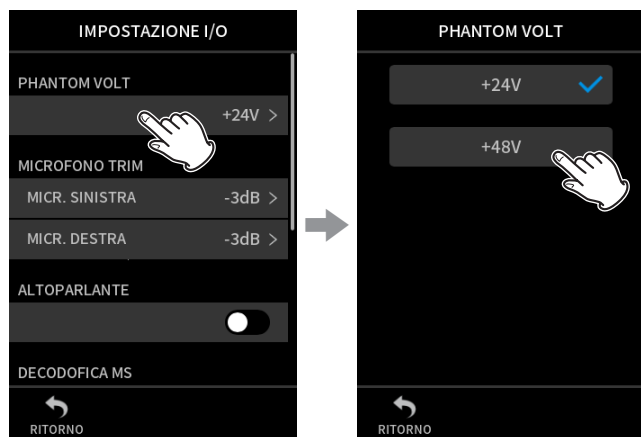 IMPOSTAZIONE I/O
PHANTOM VOLT
+24V >
MICROFONO TRIM
MICR. SINISTRA -3dB >
MICR. DESTRA -3dB >
ALTOPARLANTE
DECODOFICA MS
RITORNO
PHANTOM VOLT
+24V
+48V
RITORNO